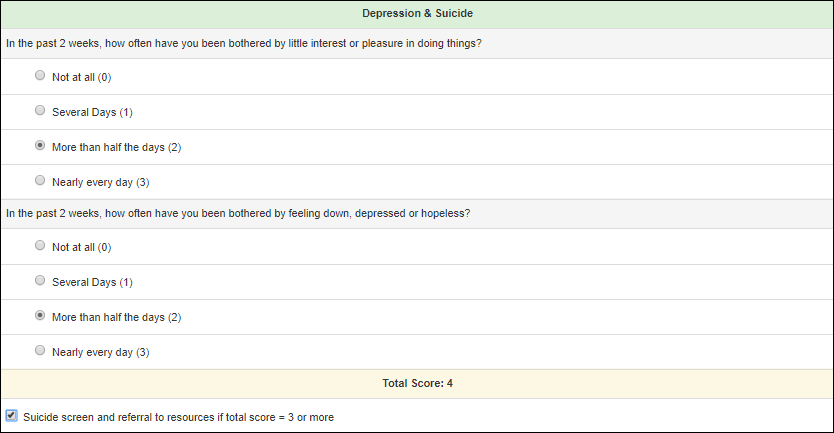 Depression & Suicide
In the past 2 weeks, how often have you been bothered by little interest or pleasure in doing things?
Not at all (0)
Several Days (1)
More than half the days (2)
Nearly every day (3)
In the past 2 weeks, how often have you been bothered by feeling down, depressed or hopeless?
Not at all (0)
Several Days (1)
More than half the days (2)
Nearly every day (3)
Total Score: 4
Suicide screen and referral to resources if total score = 3 or more